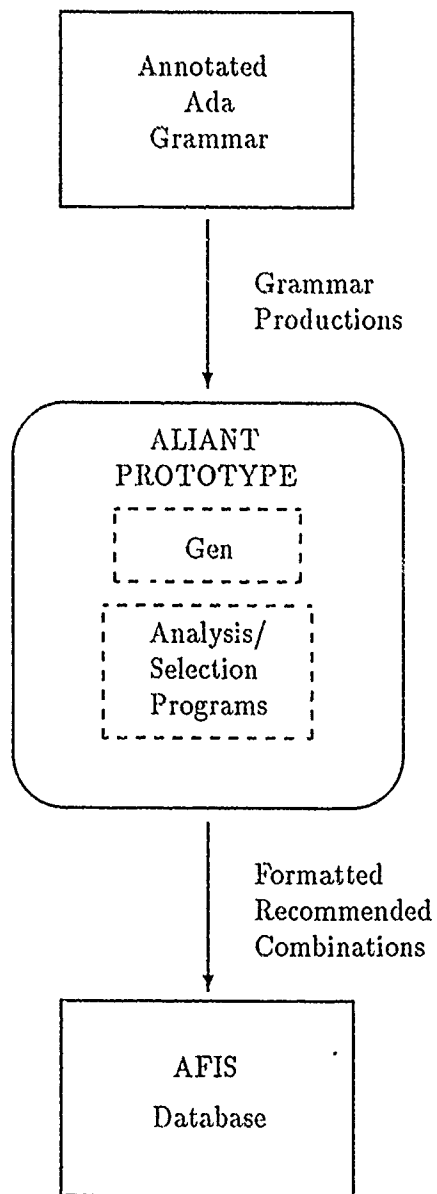 Annotated
Ada
Grammar
Grammar
Productions
ALIANT
PROTOTYPE
Gen
Analysis/
Selection
Programs
Formatted
Recommended
Combinations
AFIS
Database